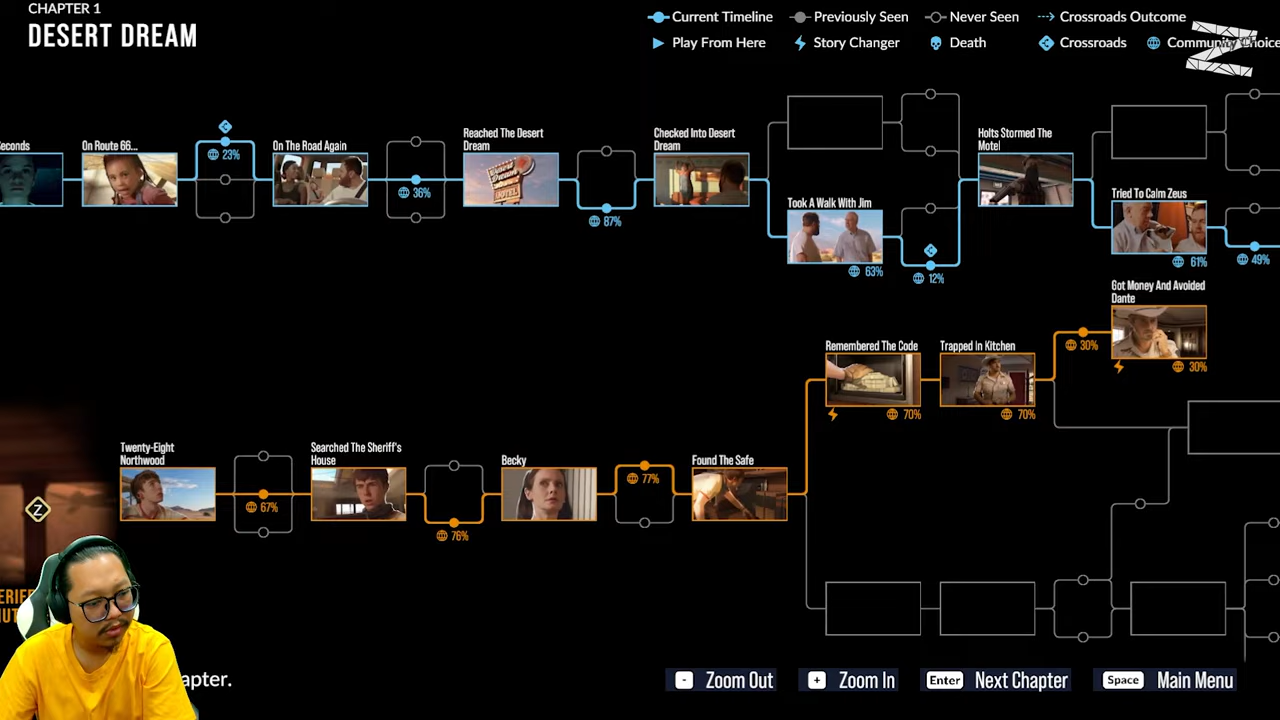 CHAPTER 1
DESERT DREAM
Current Timeline
Previously Seen
Never Seen
Crossroads Outcome
Play From Here
Story Changer
Death
Crossroads
Community Choice
Seconds
On Route 66...
23%
On The Road Again
36%
Reached The Desert
Dream
87%
Checked Into Desert
Dream
Took A Walk With Jim
63%
12%
Holts Stormed The
Motel
Tried To Calm Zeus
61%
49%
Got Money And Avoided
Dante
30%
30%
Remembered The Code
70%
Trapped In Kitchen
70%
Twenty-Eight
Northwood
67%
Searched The Sheriff's
House
76%
Becky
77%
Found The Safe
Z
apter.
- Zoom Out
+ Zoom In
Enter Next Chapter
Space Main Menu